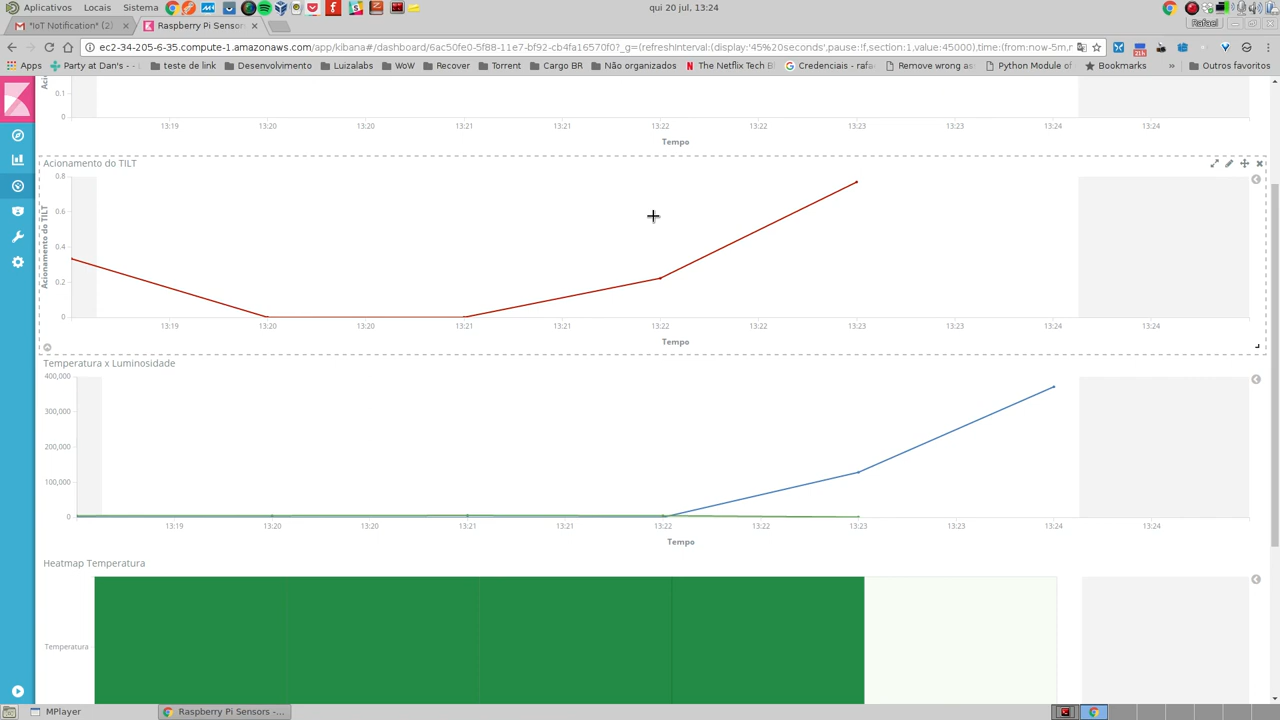 Aplicativos Locais Sistema qui 20 jul, 13:24
Rafael
"IoT Notification" (2) × Raspberry Pi Sensor ×
ec2-34-205-6-35.compute-1.amazonaws.com/app/kibana#/dashboard/6ac50fe0-5f88-11e7-bf92-cb4fa16570f0?_g=(refreshInterval:(display:'45%20seconds',pause:!f,section:1,value:45000),time:(from:now-5m,m
21h
Apps Party at Dan's - teste de link Desenvolvimento Luizalabs WoW Recover Torrent Cargo BR Não organizados The Netflix Tech B Credenciais - rafa Remove wrong as Python Module of Bookmarks » Outros favoritos
0.1
0
13:19 13:20 13:20 13:21 13:21 13:22 13:22 13:23 13:23 13:24 13:24
Tempo
Acionamento do TILT
Acionamento do TILT
0.8
0.6
0.4
0.2
0
13:19 13:20 13:20 13:21 13:21 13:22 13:22 13:23 13:23 13:24 13:24
Tempo
Temperatura x Luminosidade
400,000
300,000
200,000
100,000
0
13:19 13:20 13:20 13:21 13:21 13:22 13:22 13:23 13:23 13:24 13:24
Tempo
Heatmap Temperatura
Temperatura
MPlayer Raspberry Pi Sensors -...